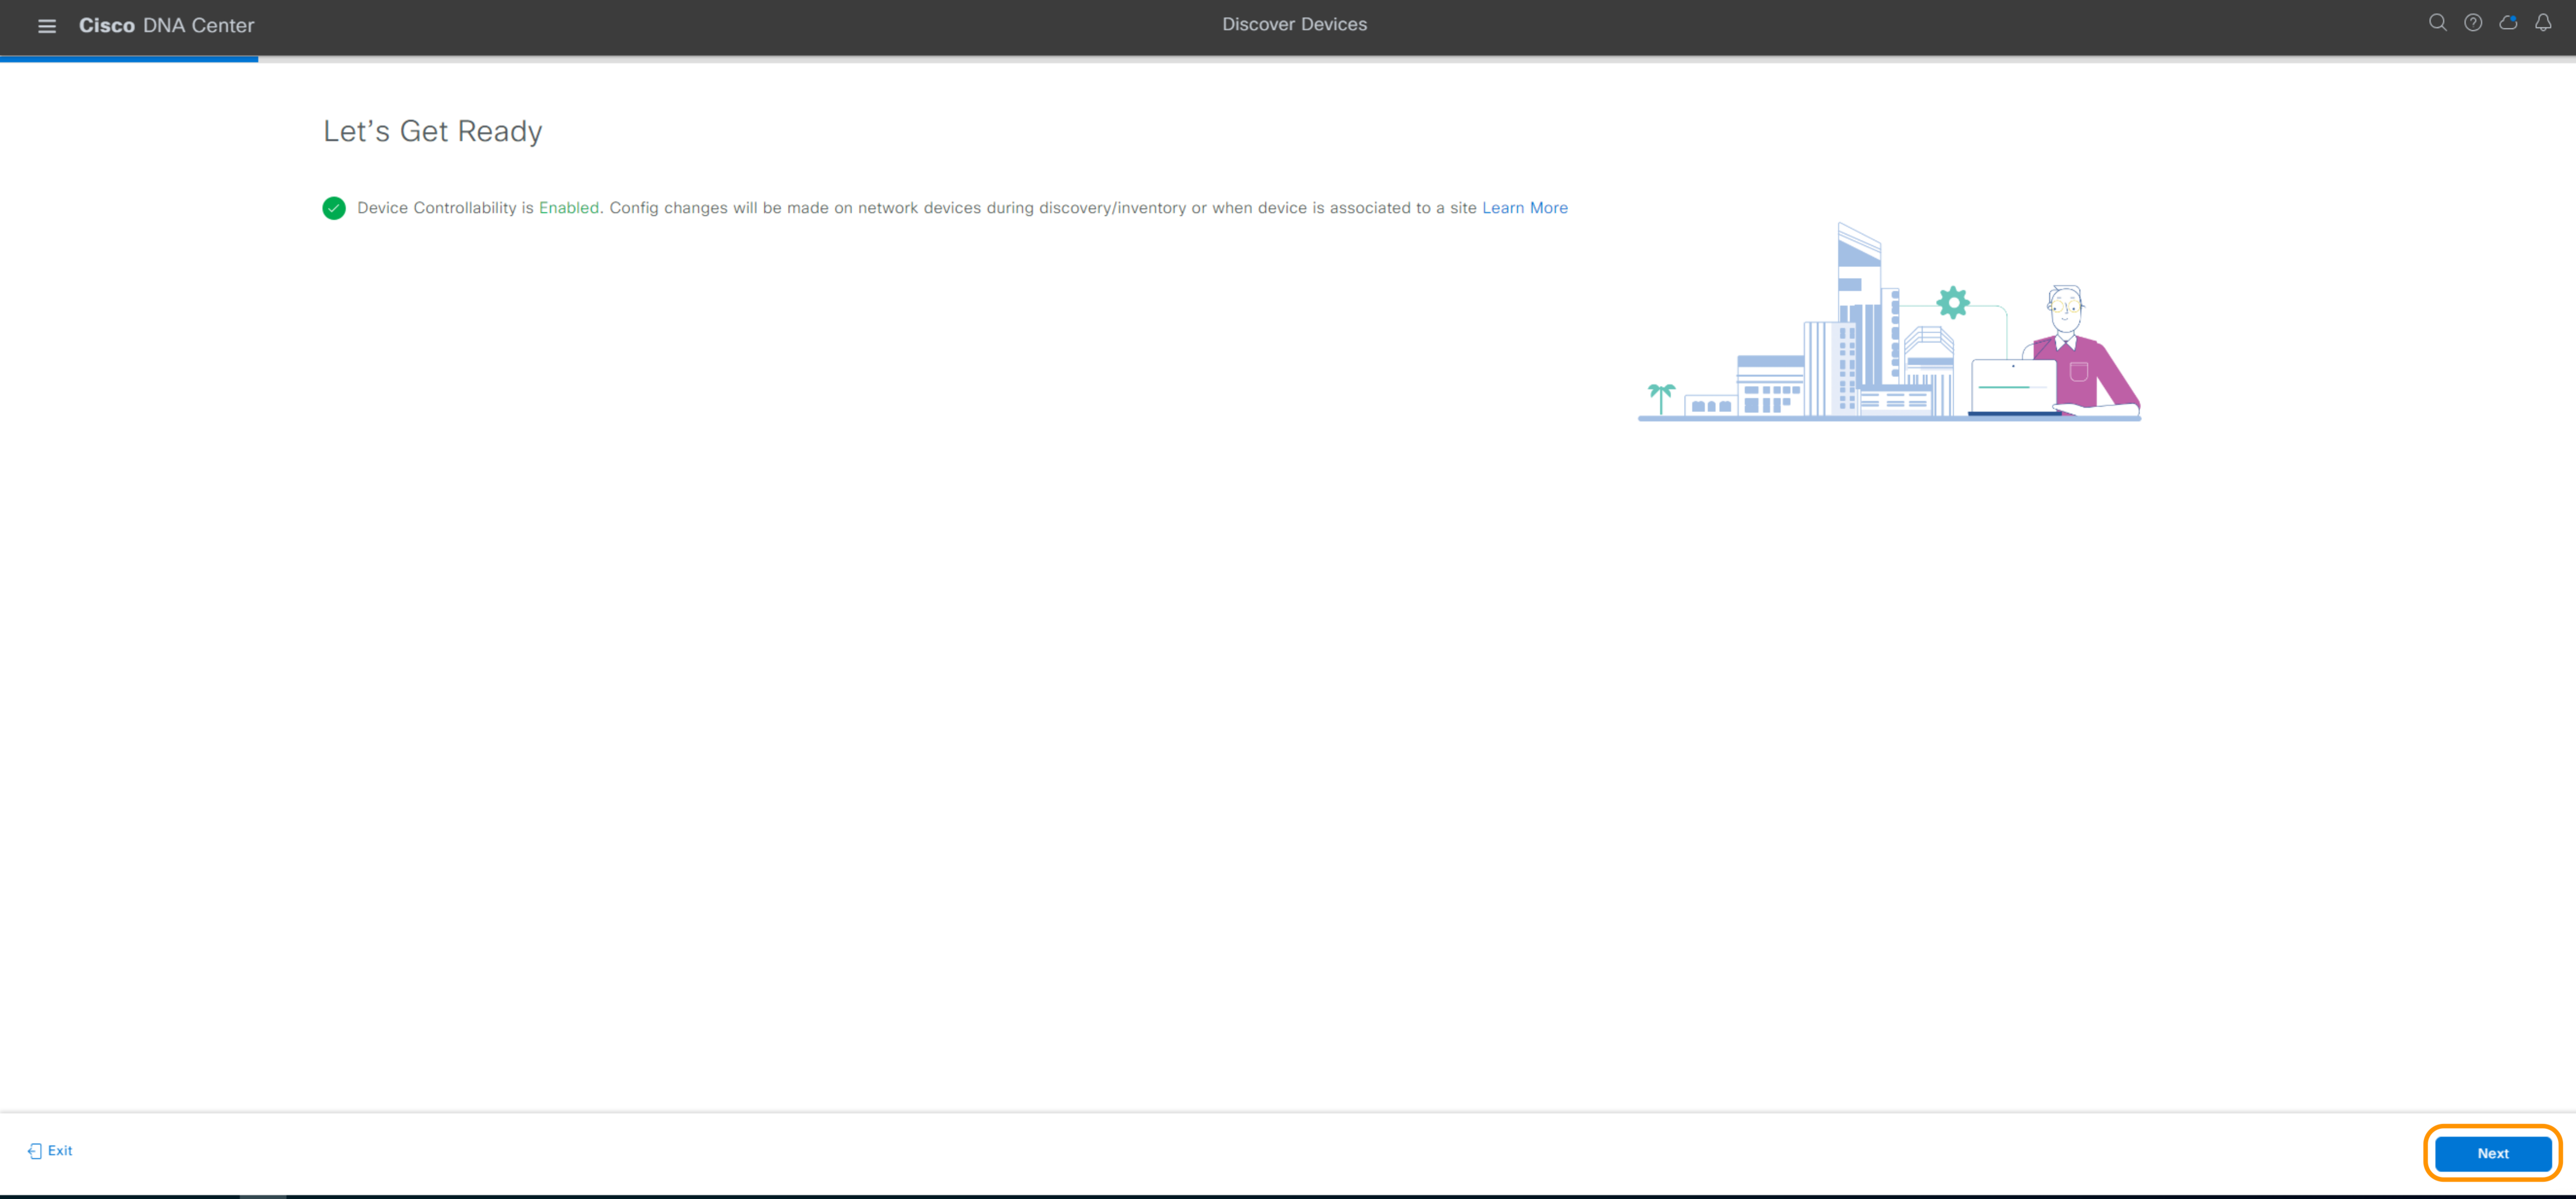 Cisco DNA Center
Discover Devices
Let's Get Ready
Device Controllability is Enabled. Config changes will be made on network devices during discovery/inventory or when device is associated to a site Learn More
Exit
Next